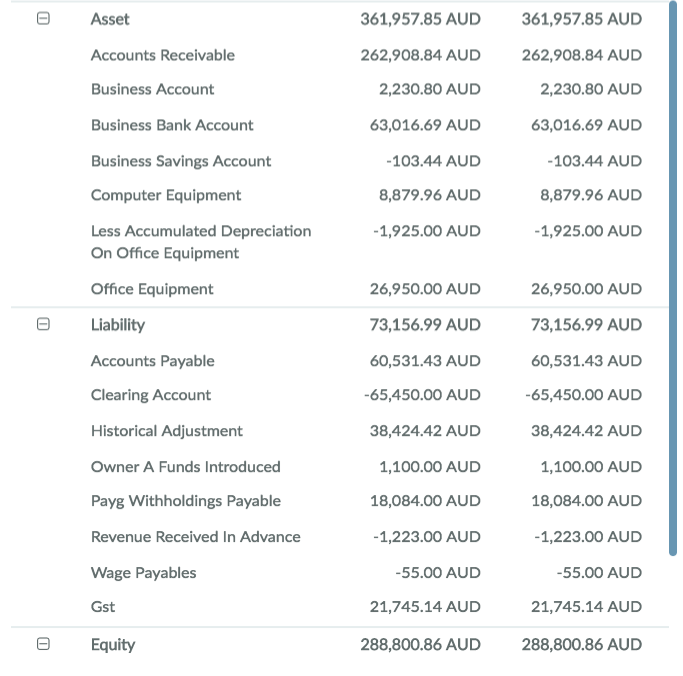 Asset 361,957.85 AUD 361,957.85 AUD
Accounts Receivable 262,908.84 AUD 262,908.84 AUD
Business Account 2,230.80 AUD 2,230.80 AUD
Business Bank Account 63,016.69 AUD 63,016.69 AUD
Business Savings Account -103.44 AUD -103.44 AUD
Computer Equipment 8,879.96 AUD 8,879.96 AUD
Less Accumulated Depreciation -1,925.00 AUD -1,925.00 AUD
On Office Equipment
Office Equipment 26,950.00 AUD 26,950.00 AUD
Liability 73,156.99 AUD 73,156.99 AUD
Accounts Payable 60,531.43 AUD 60,531.43 AUD
Clearing Account -65,450.00 AUD -65,450.00 AUD
Historical Adjustment 38,424.42 AUD 38,424.42 AUD
Owner A Funds Introduced 1,100.00 AUD 1,100.00 AUD
Payg Withholdings Payable 18,084.00 AUD 18,084.00 AUD
Revenue Received In Advance -1,223.00 AUD -1,223.00 AUD
Wage Payables -55.00 AUD -55.00 AUD
Gst 21,745.14 AUD 21,745.14 AUD
Equity 288,800.86 AUD 288,800.86 AUD